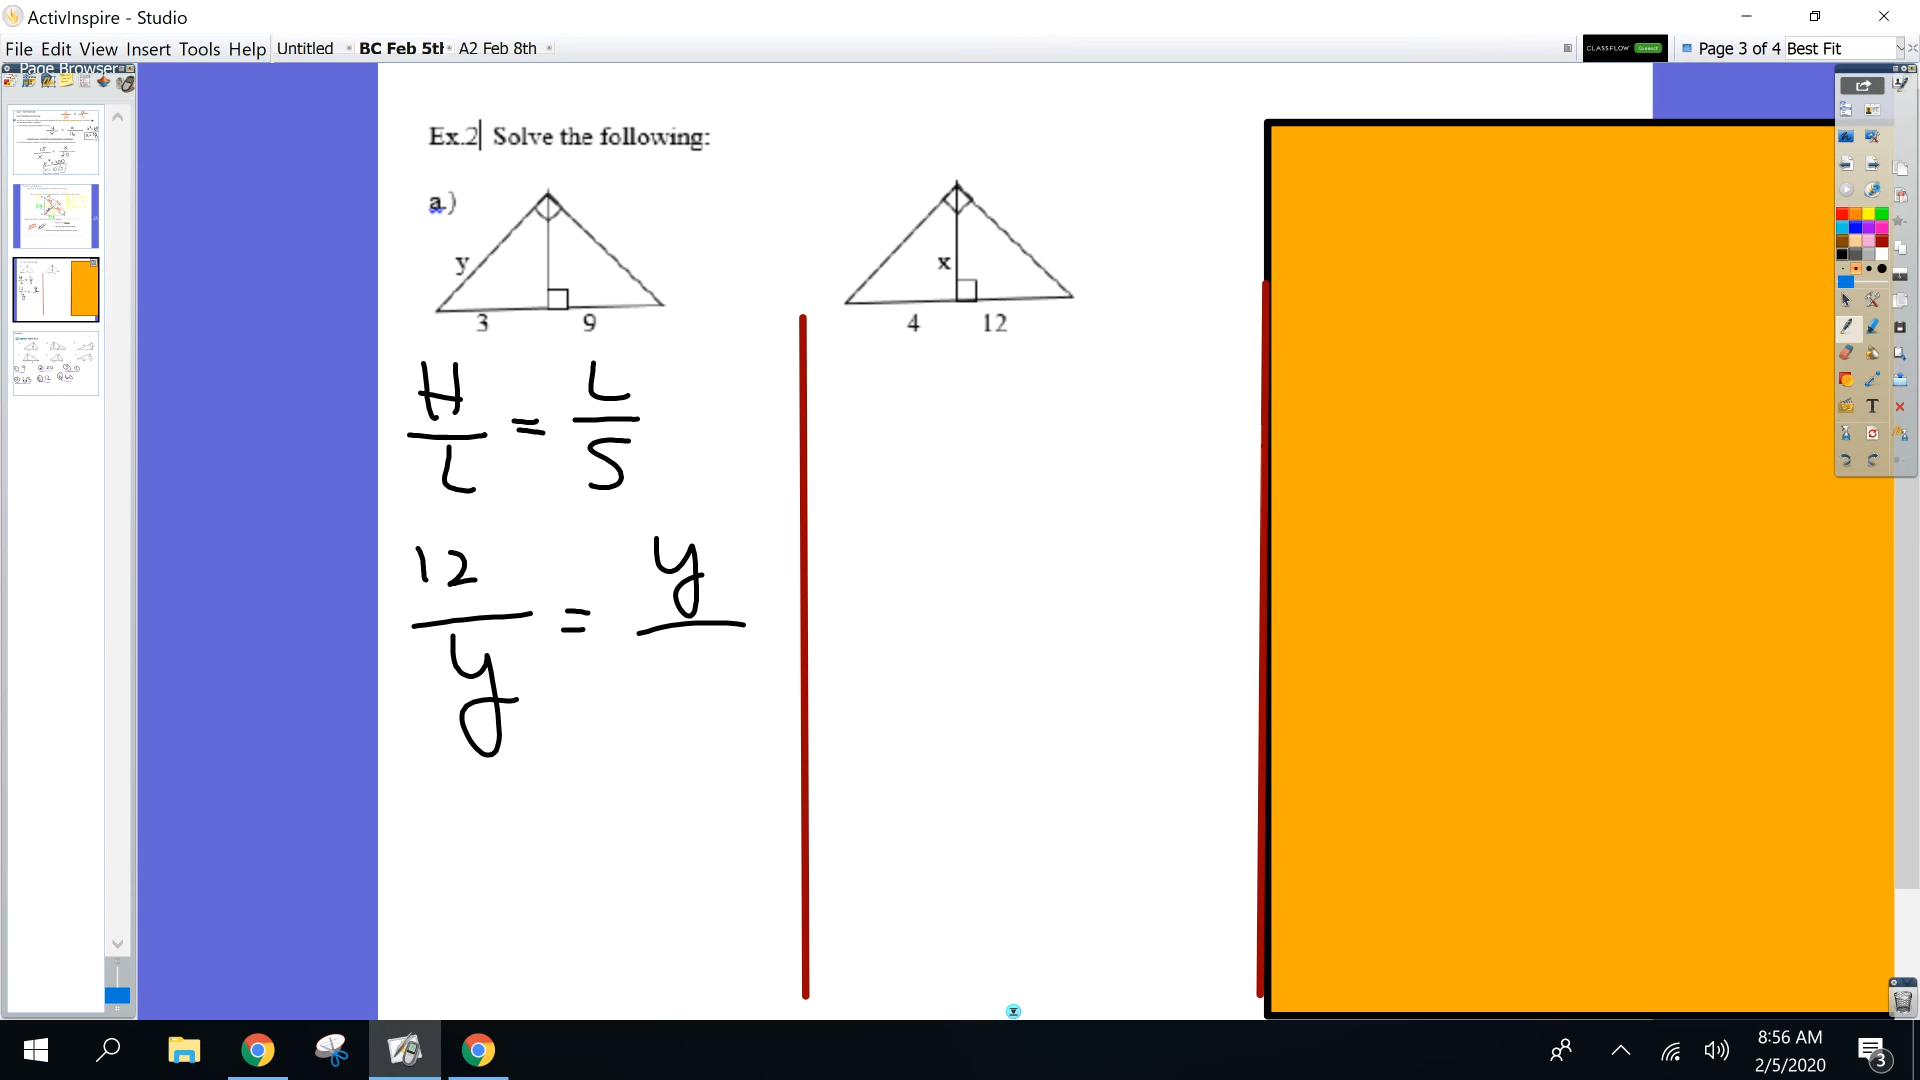 ActivInspire - Studio
File Edit View Insert Tools Help
Untitled BC Feb 5th A2 Feb 8th
CLASSFLOW Connect
Page 3 of 4 Best Fit
Page Browser
Ex.2 Solve the following:
a.)
y
3 9
x
4 12
H/L = L/S
12/y = y/
T
8:56 AM
2/5/2020
3